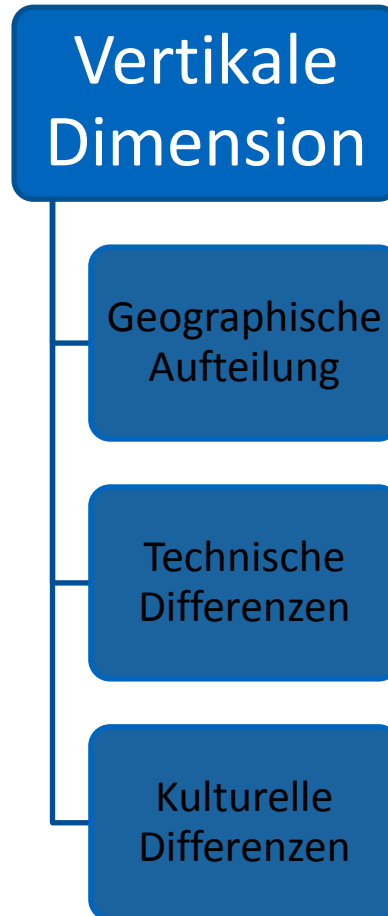 Vertikale
Dimension
Geographische
Aufteilung
Technische
Differenzen
Kulturelle
Differenzen